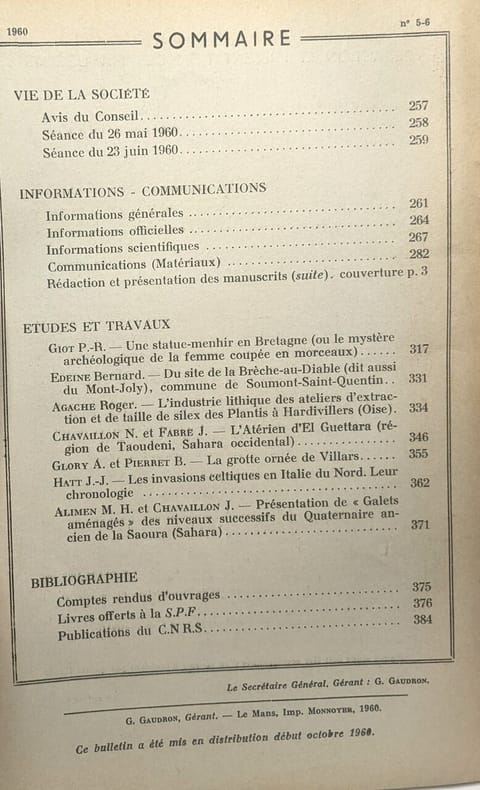 1960
n° 5-6
SOMMAIRE
VIE DE LA SOCIÉTÉ
Avis du Conseil........................ 257
Séance du 26 mai 1960........................ 258
Séance du 23 juin 1960........................ 259
INFORMATIONS - COMMUNICATIONS
Informations générales ........................ 261
Informations officielles ........................ 264
Informations scientifiques ........................ 267
Communications (Matériaux) ........................ 282
Rédaction et présentation des manuscrits (suite). couverture p. 3
ETUDES ET TRAVAUX
GIOT P.-R. — Une statue-menhir en Bretagne (ou le mystère
archéologique de la femme coupée en morceaux)...... 317
EDEINE Bernard. — Du site de la Brèche-au-Diable (dit aussi
du Mont-Joly), commune de Soumont-Saint-Quentin.. 331
AGACHE Roger. — L'industrie lithique des ateliers d'extrac-
tion et de taille de silex des Plantis à Hardivillers (Oise). 334
CHAVAILLON N. et FABRE J. — L'Atérien d'El Guettara (ré-
gion de Taoudeni, Sahara occidental)............... 346
GLORY A. et PIERRET B. — La grotte ornée de Villars...... 355
HATT J.-J. — Les invasions celtiques en Italie du Nord. Leur
chronologie ........................ 362
ALIMEN M. H. et CHAVAILLON J. — Présentation de « Galets
aménagés » des niveaux successifs du Quaternaire an-
cien de la Saoura (Sahara)........................ 371
BIBLIOGRAPHIE
Comptes rendus d'ouvrages ........................ 375
Livres offerts à la S.P.F........................ 376
Publications du C.N R.S........................ 384
Le Secrétaire Général, Gérant : G. GAUDRON.
G. GAUDRON, Gérant. — Le Mans, Imp. MONNOYER, 1960.
Ce bulletin a été mis en distribution début octobre 1960.